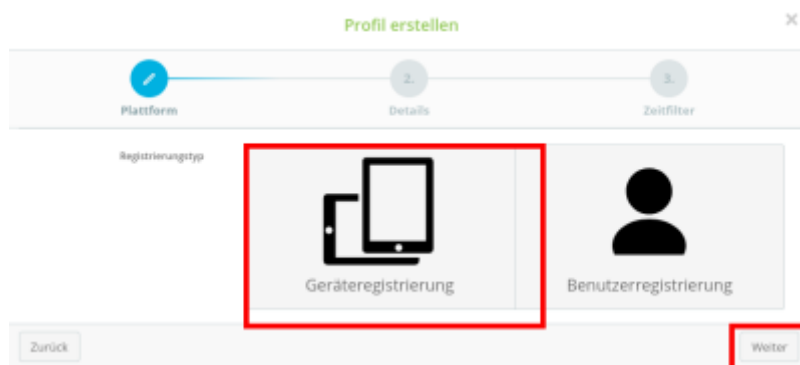 Profil erstellen
×
2.
3.
Plattform
Details
Zeitfilter
Registrierungstyp
Geräteregistrierung
Benutzerregistrierung
Zurück
Weiter